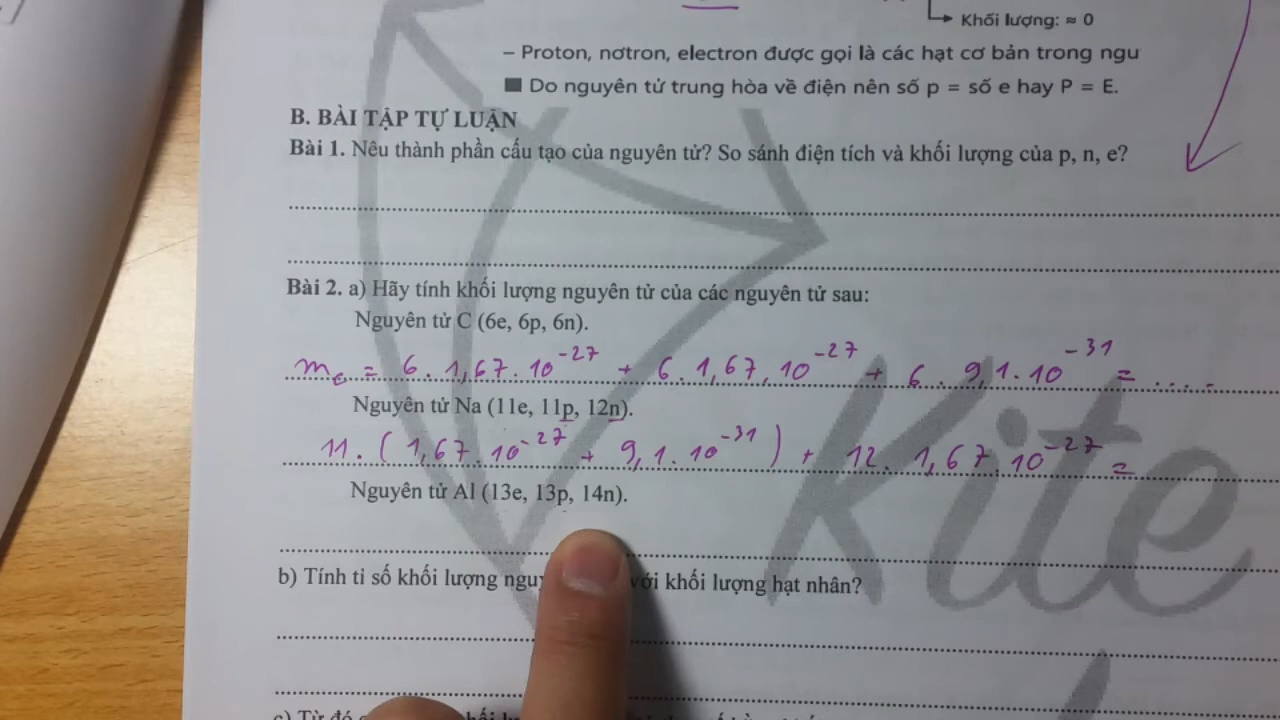 Khối lượng: ≈ 0
– Proton, nơtron, electron được gọi là các hạt cơ bản trong ngu
■ Do nguyên tử trung hòa về điện nên số p = số e hay P = E.
B. BÀI TẬP TỰ LUẬN
Bài 1. Nêu thành phần cấu tạo của nguyên tử? So sánh điện tích và khối lượng của p, n, e?
Bài 2. a) Hãy tính khối lượng nguyên tử của các nguyên tử sau:
Nguyên tử C (6e, 6p, 6n).
mc = 6 . 1,67 . 10⁻²⁷ + 6 . 1,67 . 10⁻²⁷ + 6 . 9,1 . 10⁻³¹ = .....
Nguyên tử Na (11e, 11p, 12n).
11 . ( 1,67 . 10⁻²⁷ + 9,1 . 10⁻³¹ ) + 12 . 1,67 . 10⁻²⁷ =
Nguyên tử Al (13e, 13p, 14n).
b) Tính tỉ số khối lượng nguy với khối lượng hạt nhân?
c) Từ đó
Kite